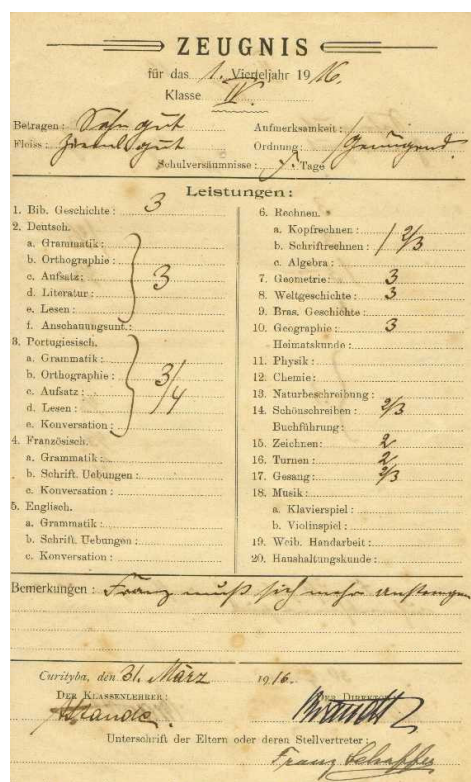 ZEUGNIS
für das 1. Vierteljahr 1916.
Klasse IV.
Betragen: Sehr gut
Aufmerksamkeit:
Fleiss: gut
Ordnung: Genügend.
Schulversäumnisse: Tage
Leistungen:
1. Bib. Geschichte: 3
2. Deutsch.
a. Grammatik:
b. Orthographie:
c. Aufsatz: 3
d. Literatur:
e. Lesen:
f. Anschauungsunt.:
3. Portugiesisch.
a. Grammatik:
b. Orthographie: 3/4
c. Aufsatz:
d. Lesen:
e. Konversation:
4. Französisch.
a. Grammatik:
b. Schrift. Uebungen:
c. Konversation:
5. Englisch.
a. Grammatik:
b. Schrift. Uebungen:
c. Konversation:
6. Rechnen.
a. Kopfrechnen:
b. Schriftrechnen: 2/3
c. Algebra:
7. Geometrie: 3
8. Weltgeschichte: 3
9. Bras. Geschichte:
10. Geographie: 3
Heimatskunde:
11. Physik:
12. Chemie:
13. Naturbeschreibung:
14. Schönschreiben: 2/3
Buchführung:
15. Zeichnen: 2
16. Turnen: 2
17. Gesang: 2/3
18. Musik:
a. Klavierspiel:
b. Violinspiel:
19. Weib. Handarbeit:
20. Haushaltungskunde:
Bemerkungen: Franz muß sich mehr anstrengen
Curityba, den 31. März 1916.
DER KLASSENLEHRER: DER DIREKTOR
Brandt
Unterschrift der Eltern oder deren Stellvertreter:
Franz Schaffer